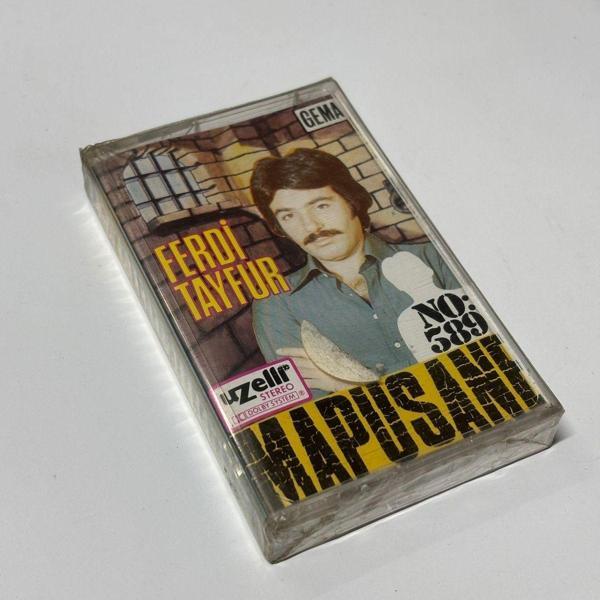 GEMA
FERDİ
TAYFUR
NO:
589
uzelli
STEREO
DOLBY SYSTEM ®
MAPUSANE